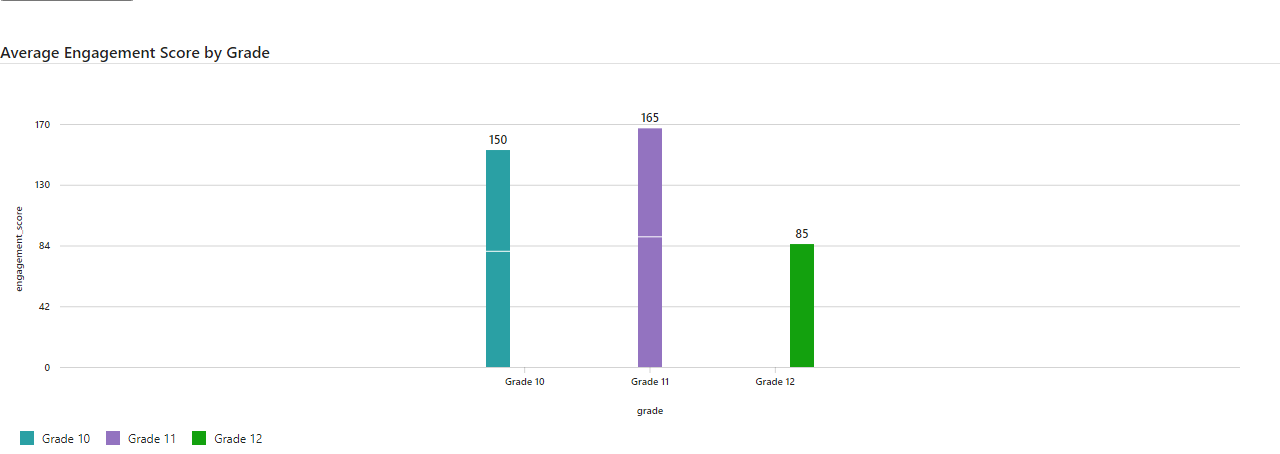 Average Engagement Score by Grade
170
130
84
42
0
engagement_score
150
165
85
Grade 10
Grade 11
Grade 12
grade
Grade 10 Grade 11 Grade 12